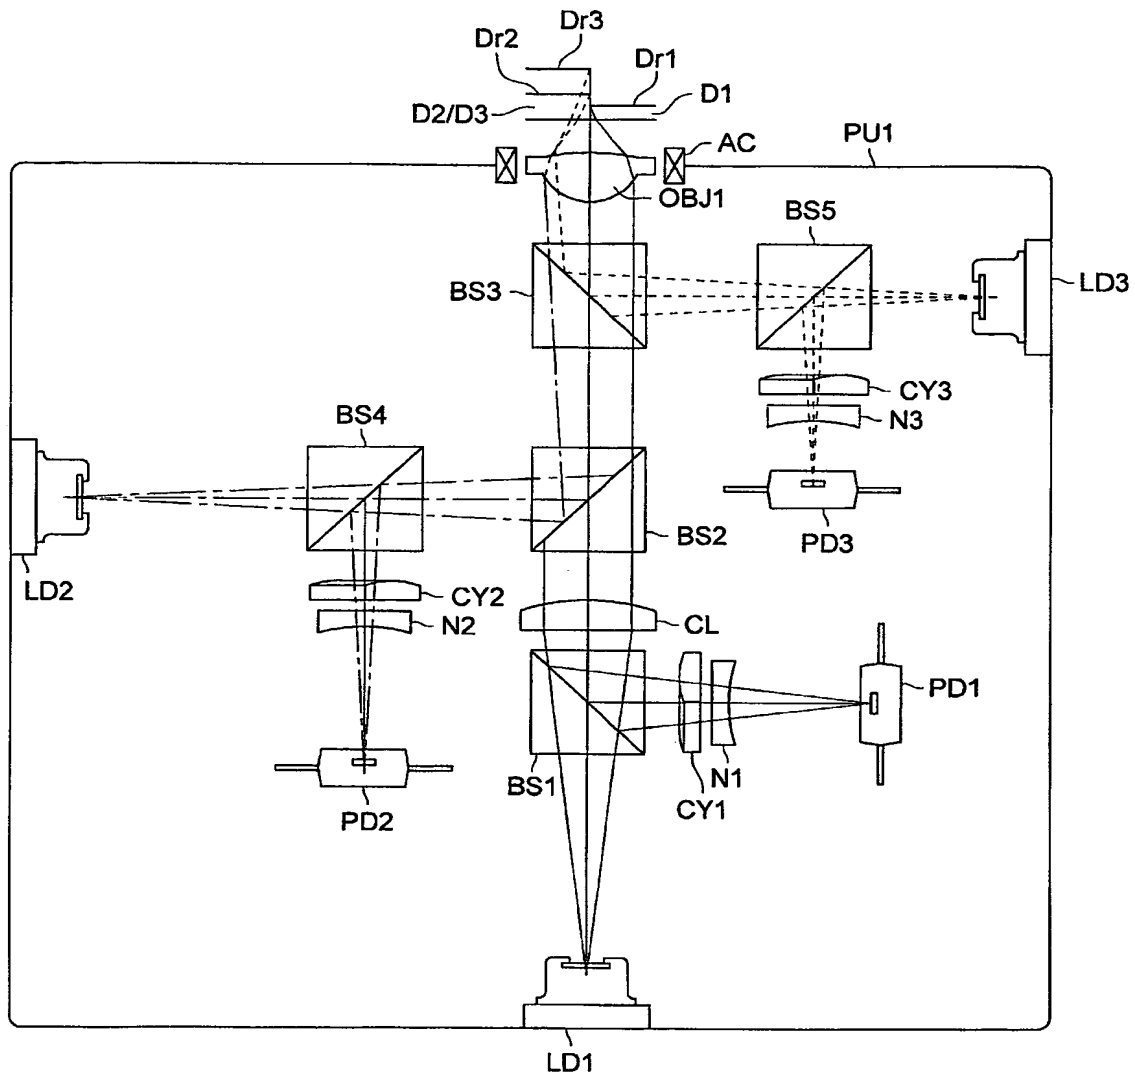 Dr3
Dr2
Dr1
D2/D3
D1
AC
PU1
OBJ1
BS5
BS3
LD3
CY3
N3
BS4
BS2
PD3
LD2
CY2
N2
CL
PD1
BS1
N1
CY1
PD2
LD1